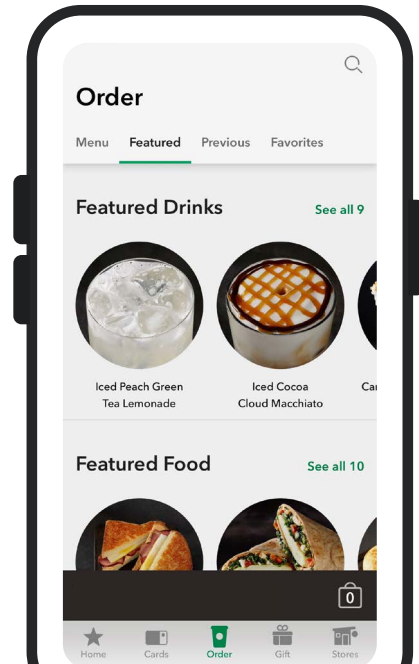 Order
Menu Featured Previous Favorites
Featured Drinks See all 9
Iced Peach Green
Tea Lemonade
Iced Cocoa
Cloud Macchiato
Featured Food See all 10
0
Home Cards Order Gift Stores